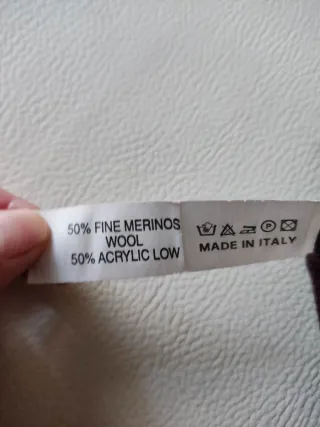 50% FINE MERINOS
WOOL
50% ACRYLIC LOW
P
MADE IN ITALY